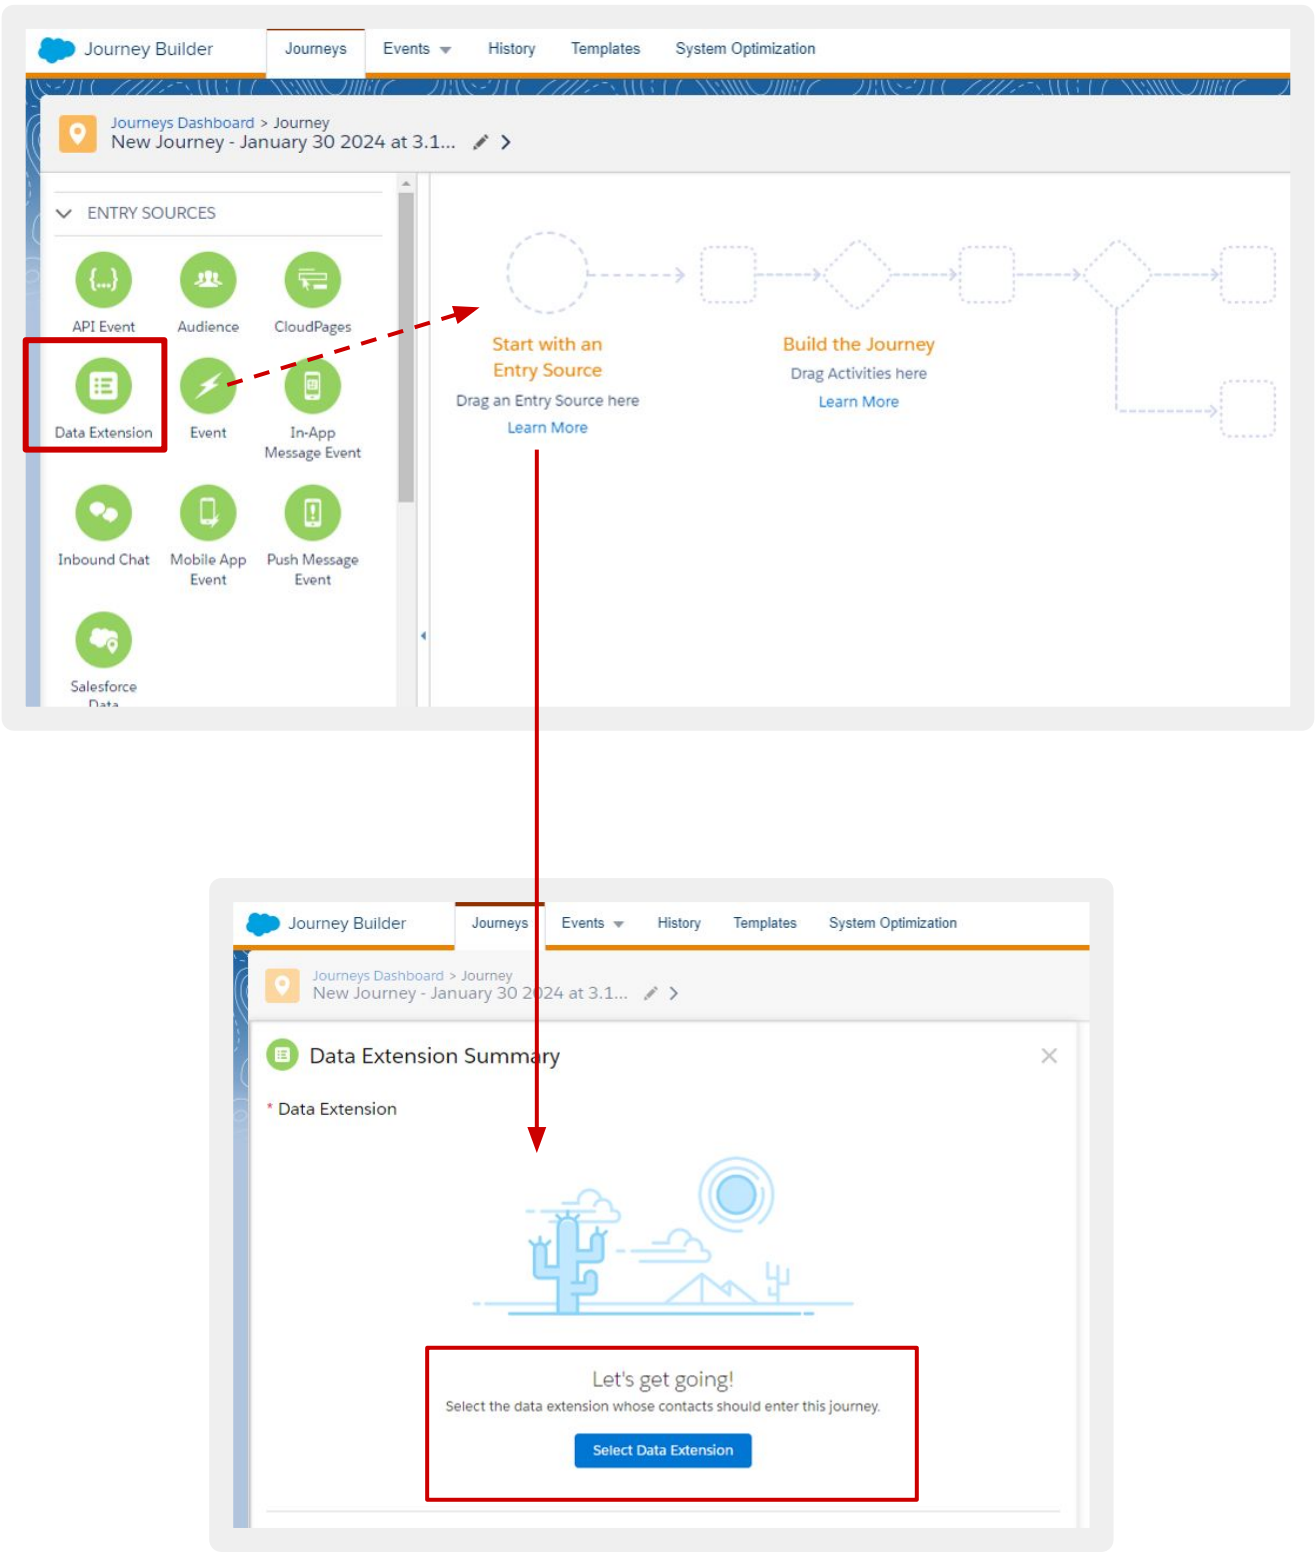 Journey Builder
Journeys
Events
History
Templates
System Optimization
Journeys Dashboard > Journey
New Journey - January 30 2024 at 3.1...
ENTRY SOURCES
{...}
API Event
Audience
CloudPages
Data Extension
Event
In-App
Message Event
Inbound Chat
Mobile App
Event
Push Message
Event
Salesforce
Data
Start with an
Entry Source
Drag an Entry Source here
Learn More
Build the Journey
Drag Activities here
Learn More
Journey Builder
Journeys
Events
History
Templates
System Optimization
Journeys Dashboard > Journey
New Journey - January 30 2024 at 3.1...
Data Extension Summary
* Data Extension
Let's get going!
Select the data extension whose contacts should enter this journey.
Select Data Extension